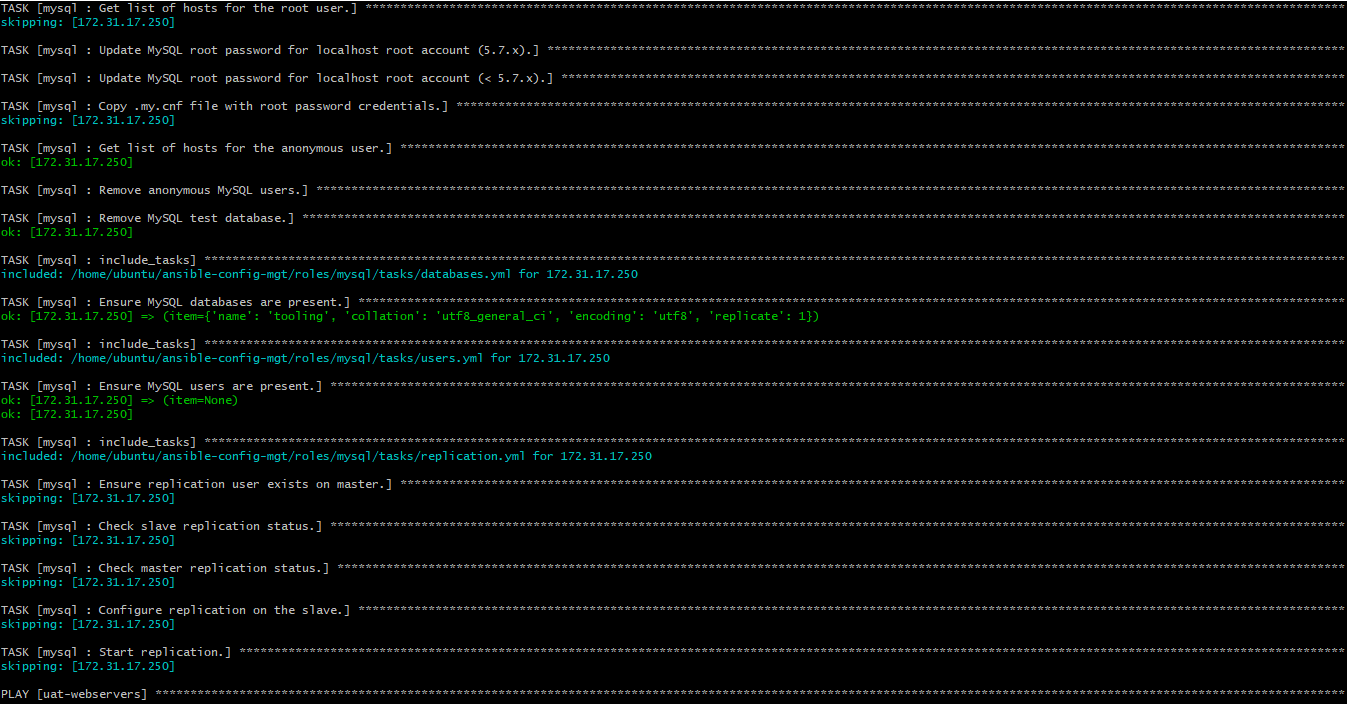 TASK [mysql : Get list of hosts for the root user.] ********************************************************************************************************************************************
skipping: [172.31.17.250]
TASK [mysql : Update MySQL root password for localhost root account (5.7.x).] ******************************************************************************************************************
TASK [mysql : Update MySQL root password for localhost root account (< 5.7.x).] ****************************************************************************************************************
TASK [mysql : Copy .my.cnf file with root password credentials.] *******************************************************************************************************************************
skipping: [172.31.17.250]
TASK [mysql : Get list of hosts for the anonymous user.] ***************************************************************************************************************************************
ok: [172.31.17.250]
TASK [mysql : Remove anonymous MySQL users.] ***************************************************************************************************************************************************
TASK [mysql : Remove MySQL test database.] *****************************************************************************************************************************************************
ok: [172.31.17.250]
TASK [mysql : include_tasks] *******************************************************************************************************************************************************************
included: /home/ubuntu/ansible-config-mgt/roles/mysql/tasks/databases.yml for 172.31.17.250
TASK [mysql : Ensure MySQL databases are present.] *********************************************************************************************************************************************
ok: [172.31.17.250] => (item={'name': 'tooling', 'collation': 'utf8_general_ci', 'encoding': 'utf8', 'replicate': 1})
TASK [mysql : include_tasks] *******************************************************************************************************************************************************************
included: /home/ubuntu/ansible-config-mgt/roles/mysql/tasks/users.yml for 172.31.17.250
TASK [mysql : Ensure MySQL users are present.] *************************************************************************************************************************************************
ok: [172.31.17.250] => (item=None)
ok: [172.31.17.250]
TASK [mysql : include_tasks] *******************************************************************************************************************************************************************
included: /home/ubuntu/ansible-config-mgt/roles/mysql/tasks/replication.yml for 172.31.17.250
TASK [mysql : Ensure replication user exists on master.] ***************************************************************************************************************************************
skipping: [172.31.17.250]
TASK [mysql : Check slave replication status.] *************************************************************************************************************************************************
skipping: [172.31.17.250]
TASK [mysql : Check master replication status.] ************************************************************************************************************************************************
skipping: [172.31.17.250]
TASK [mysql : Configure replication on the slave.] *********************************************************************************************************************************************
skipping: [172.31.17.250]
TASK [mysql : Start replication.] **************************************************************************************************************************************************************
skipping: [172.31.17.250]
PLAY [uat-webservers] **************************************************************************************************************************************************************************